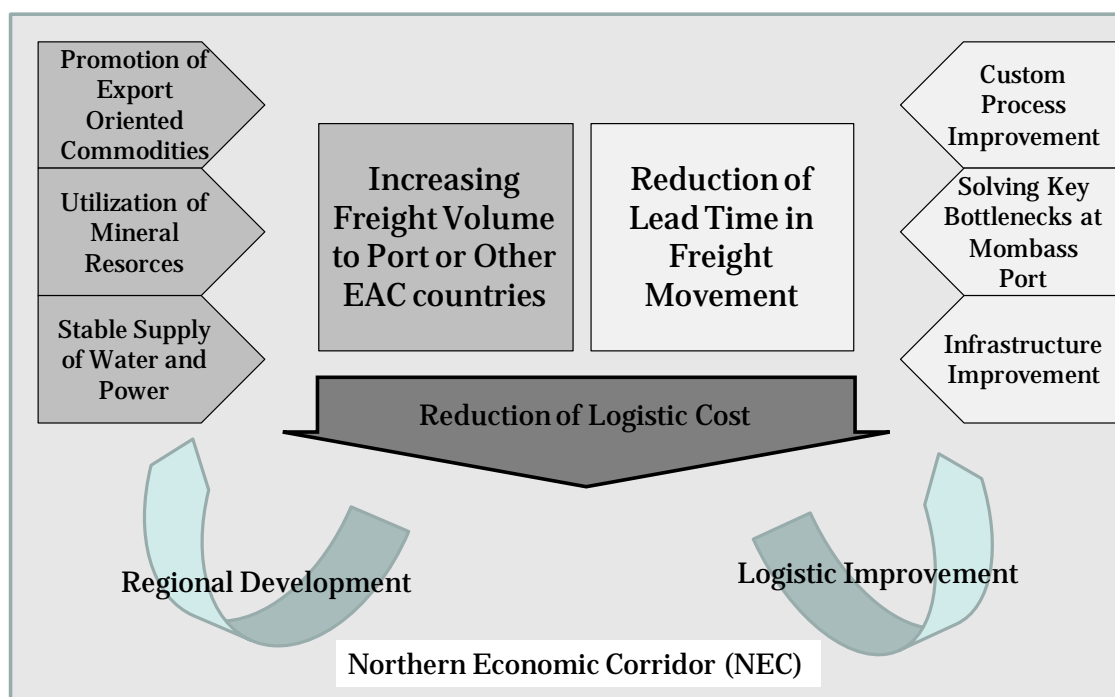 Promotion of
Export
Oriented
Commodities
Utilization of
Mineral
Resorces
Stable Supply
of Water and
Power
Increasing
Freight Volume
to Port or Other
EAC countries
Reduction of
Lead Time in
Freight
Movement
Custom
Process
Improvement
Solving Key
Bottlenecks at
Mombass
Port
Infrastructure
Improvement
Reduction of Logistic Cost
Regional Development
Logistic Improvement
Northern Economic Corridor (NEC)